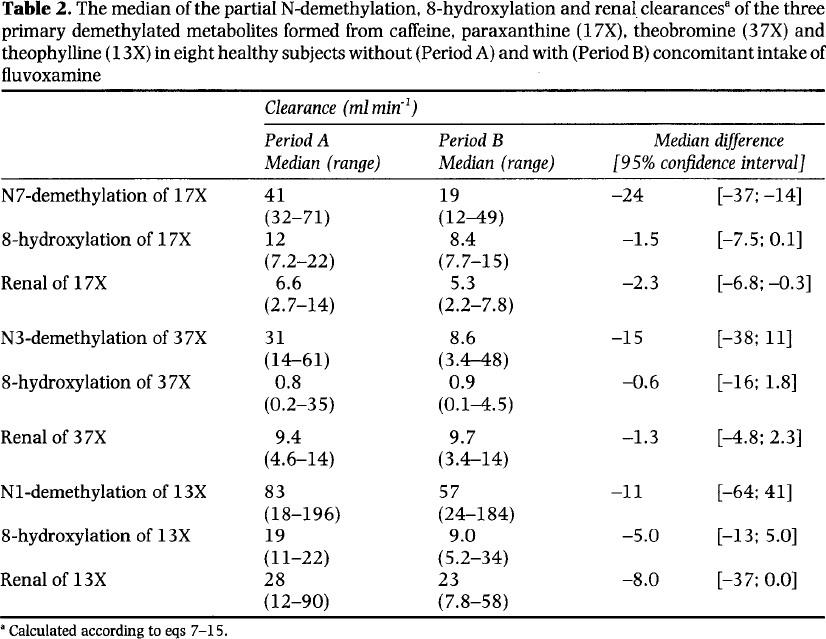 Table 2. The median of the partial N-demethylation, 8-hydroxylation and renal clearancesª of the three
primary demethylated metabolites formed from caffeine, paraxanthine (17X), theobromine (37X) and
theophylline (13X) in eight healthy subjects without (Period A) and with (Period B) concomitant intake of
fluvoxamine
Clearance (ml min⁻¹)
Period A Period B Median difference
Median (range) Median (range) [95% confidence interval]
N7-demethylation of 17X 41 19 −24 [−37; −14]
(32–71) (12–49)
8-hydroxylation of 17X 12 8.4 −1.5 [−7.5; 0.1]
(7.2–22) (7.7–15)
Renal of 17X 6.6 5.3 −2.3 [−6.8; −0.3]
(2.7–14) (2.2–7.8)
N3-demethylation of 37X 31 8.6 −15 [−38; 11]
(14–61) (3.4–48)
8-hydroxylation of 37X 0.8 0.9 −0.6 [−16; 1.8]
(0.2–35) (0.1–4.5)
Renal of 37X 9.4 9.7 −1.3 [−4.8; 2.3]
(4.6–14) (3.4–14)
N1-demethylation of 13X 83 57 −11 [−64; 41]
(18–196) (24–184)
8-hydroxylation of 13X 19 9.0 −5.0 [−13; 5.0]
(11–22) (5.2–34)
Renal of 13X 28 23 −8.0 [−37; 0.0]
(12–90) (7.8–58)
ª Calculated according to eqs 7–15.